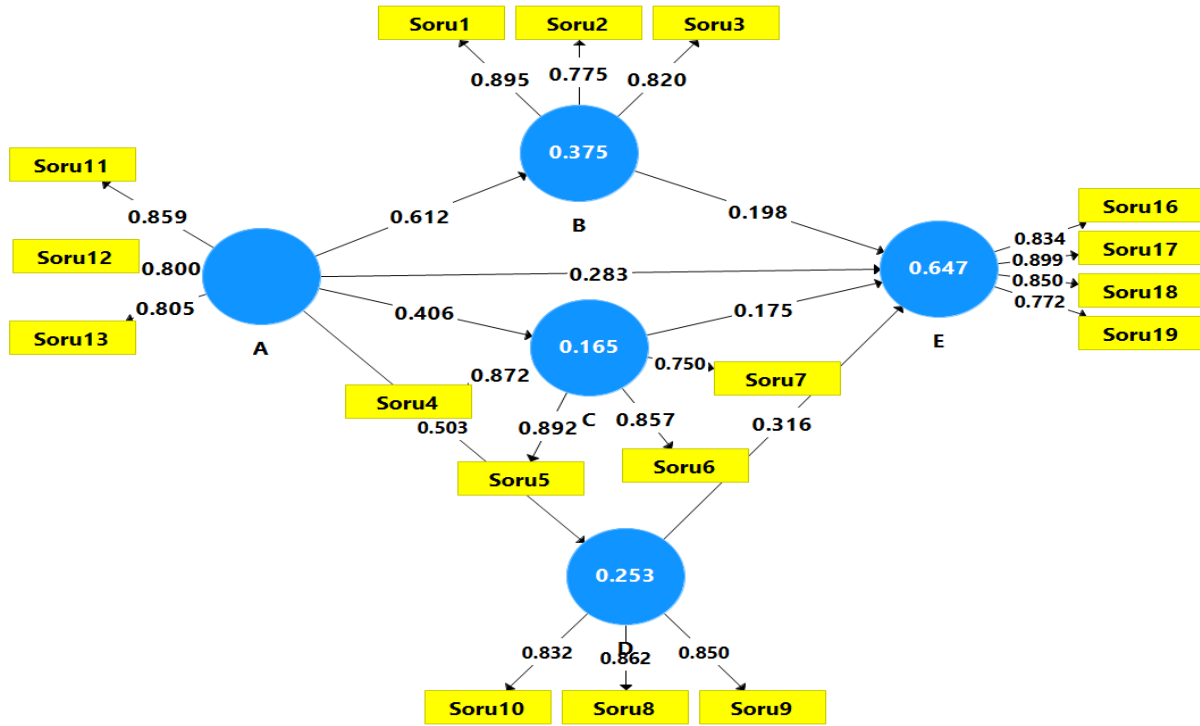 Soru1 Soru2 Soru3
0.895 0.775 0.820
0.375
B
Soru11
0.859
Soru12
0.800
0.805
Soru13
A
0.612
0.198
0.283
0.406
0.175
0.165
C
0.872
0.750
Soru7
Soru4
0.503
0.892
0.857
Soru5
Soru6
0.316
0.647
E
0.834
Soru16
0.899
Soru17
0.850
Soru18
0.772
Soru19
0.253
D
0.832 0.862 0.850
Soru10 Soru8 Soru9